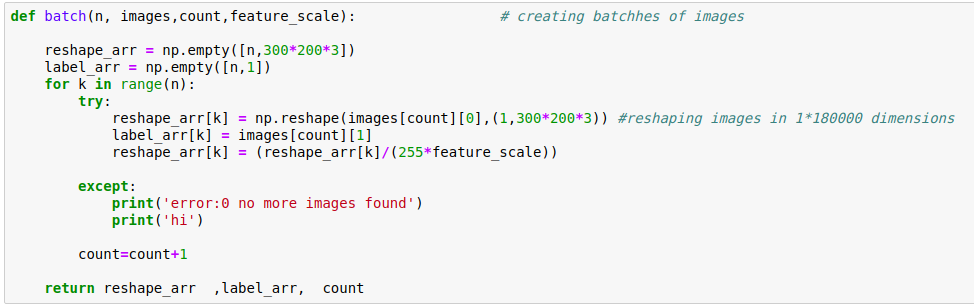 def batch(n, images,count,feature_scale):                 # creating batchhes of images
    reshape_arr = np.empty([n,300*200*3])
    label_arr = np.empty([n,1])
    for k in range(n):
        try:
            reshape_arr[k] = np.reshape(images[count][0],(1,300*200*3)) #reshaping images in 1*180000 dimensions
            label_arr[k] = images[count][1]
            reshape_arr[k] = (reshape_arr[k]/(255*feature_scale))
        except:
            print('error:0 no more images found')
            print('hi')
        count=count+1
    return reshape_arr  ,label_arr,  count